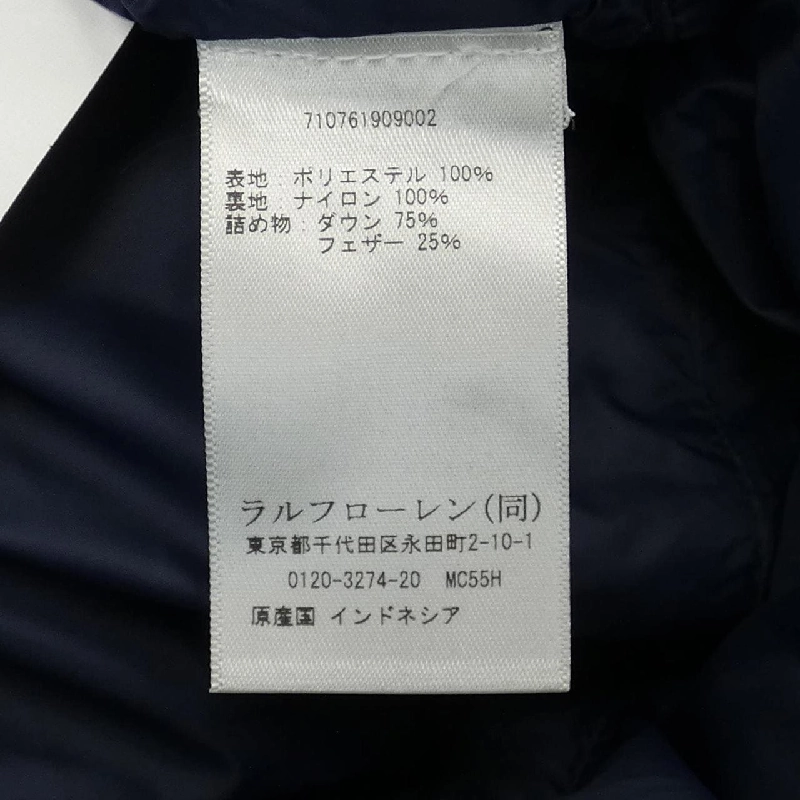 710761909002
表地：ポリエステル 100%
裏地：ナイロン 100%
詰め物：ダウン 75%
フェザー 25%
ラルフローレン(同)
東京都千代田区永田町2-10-1
0120-3274-20 MC55H
原産国 インドネシア